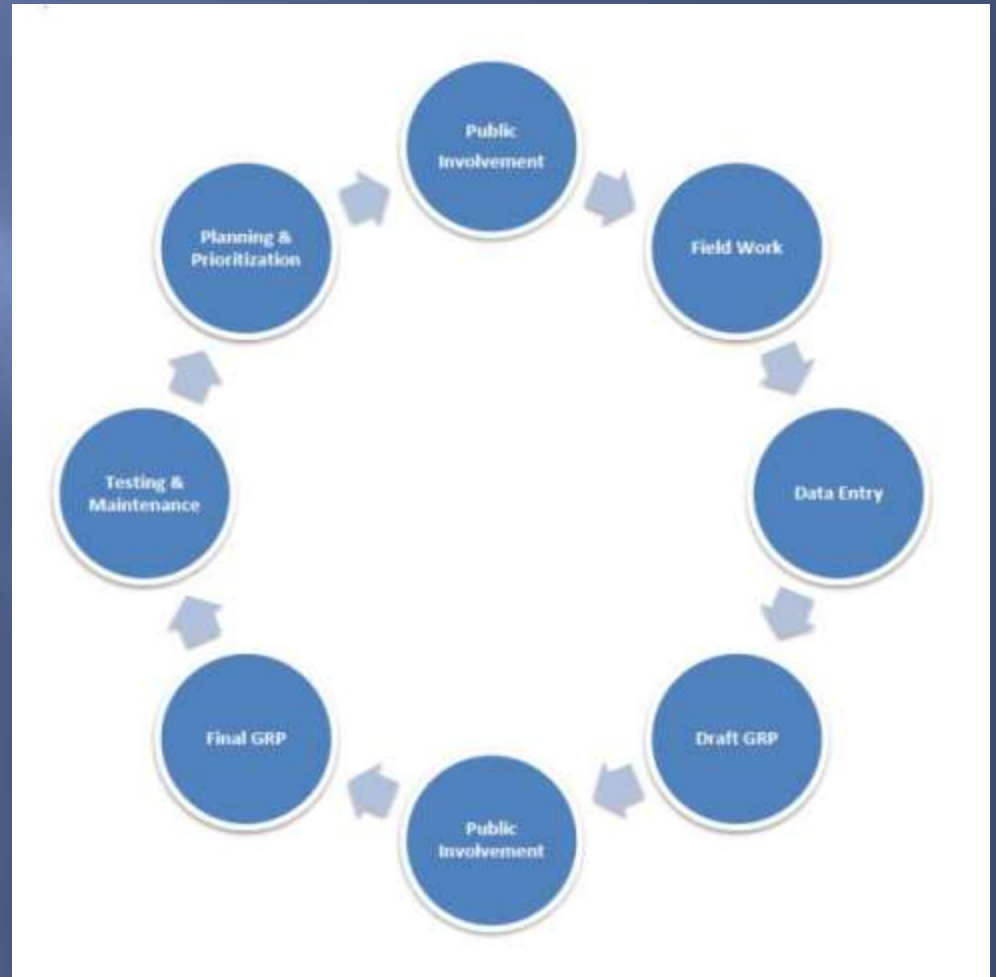 Public
Involvement
Field Work
Data Entry
Draft GRP
Public
Involvement
Final GRP
Testing &
Maintenance
Planning &
Prioritization